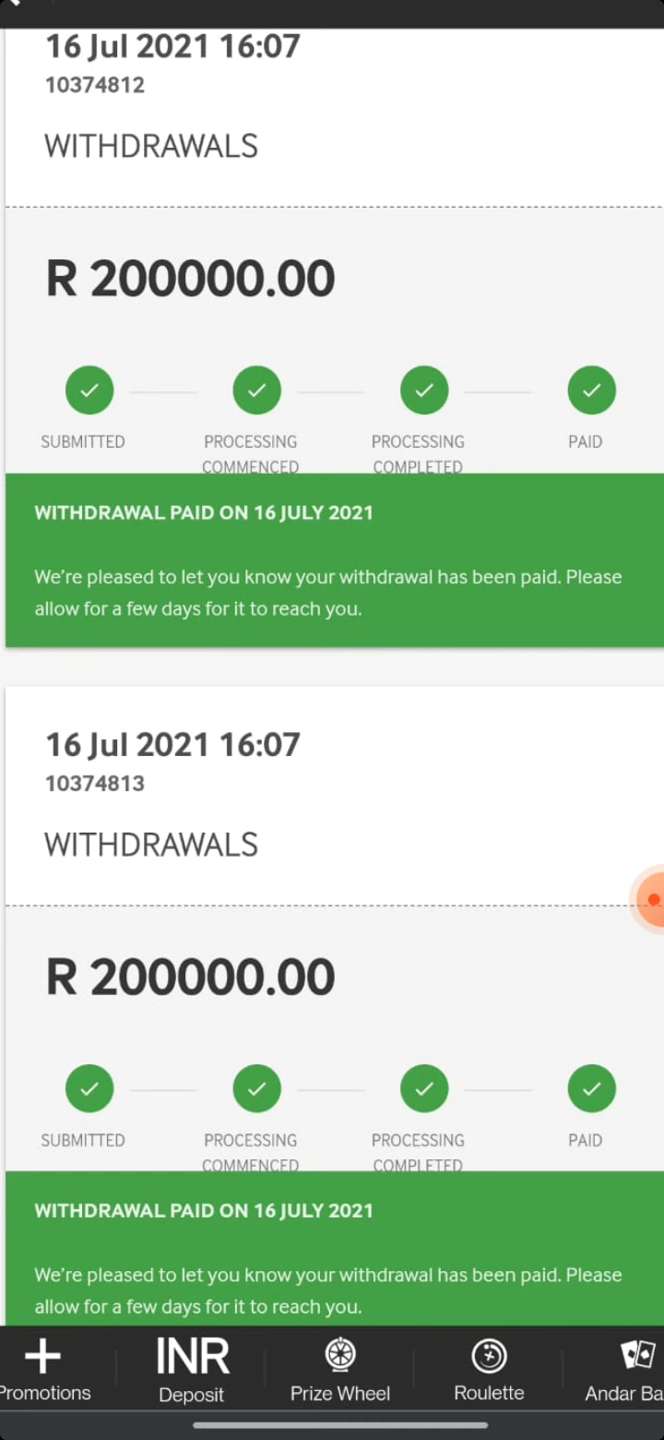 16 Jul 2021 16:07
10374812
WITHDRAWALS
R 200000.00
SUBMITTED
PROCESSING
COMMENCED
PROCESSING
COMPLETED
PAID
WITHDRAWAL PAID ON 16 JULY 2021
We're pleased to let you know your withdrawal has been paid. Please
allow for a few days for it to reach you.
16 Jul 2021 16:07
10374813
WITHDRAWALS
R 200000.00
SUBMITTED
PROCESSING
COMMENCED
PROCESSING
COMPLETED
PAID
WITHDRAWAL PAID ON 16 JULY 2021
We're pleased to let you know your withdrawal has been paid. Please
allow for a few days for it to reach you.
Promotions
INR
Deposit
Prize Wheel
Roulette
Andar Ba